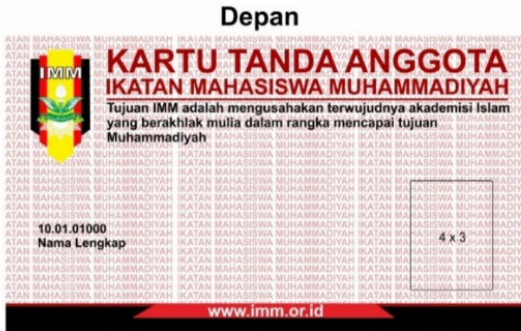 Depan
IMM
KARTU TANDA ANGGOTA
IKATAN MAHASISWA MUHAMMADIYAH
Tujuan IMM adalah mengusahakan terwujudnya akademisi Islam
yang berakhlak mulia dalam rangka mencapai tujuan
Muhammadiyah
10.01.01000
Nama Lengkap
4 x 3
www.imm.or.id